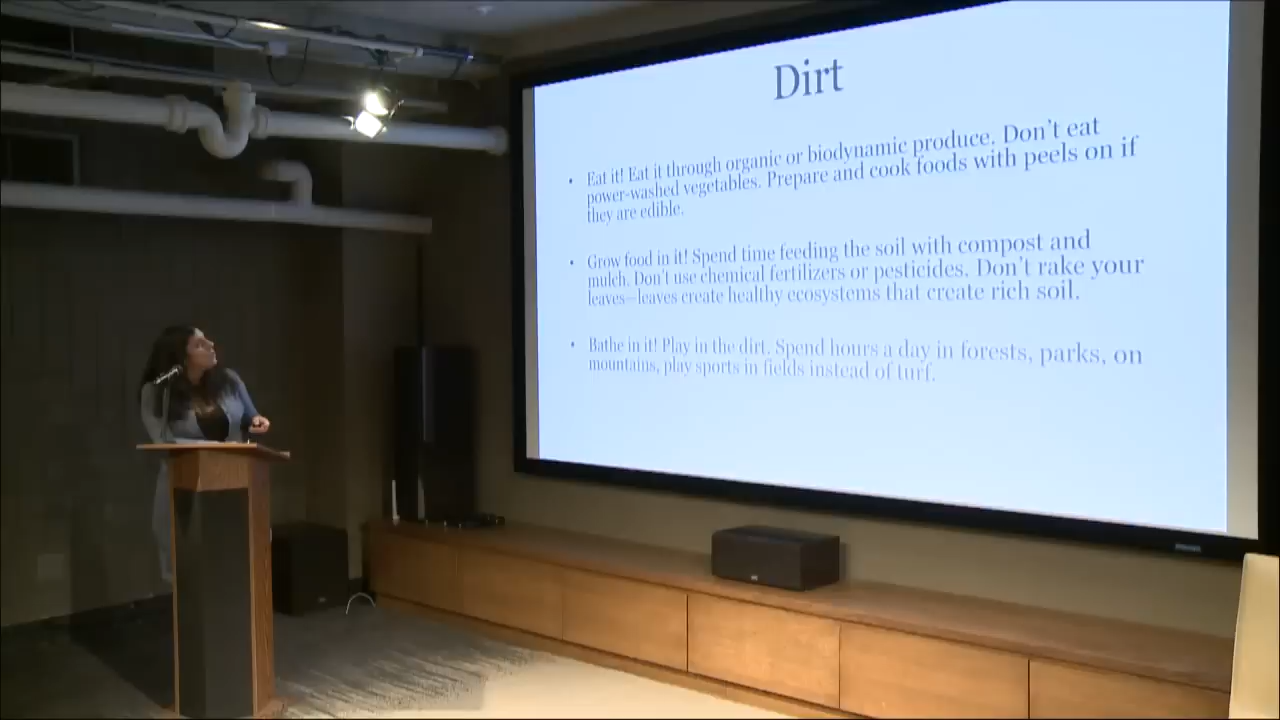 Dirt
• Eat it! Eat it through organic or biodynamic produce. Don't eat
power-washed vegetables. Prepare and cook foods with peels on if
they are edible.
• Grow food in it! Spend time feeding the soil with compost and
mulch. Don't use chemical fertilizers or pesticides. Don't rake your
leaves—leaves create healthy ecosystems that create rich soil.
• Bathe in it! Play in the dirt. Spend hours a day in forests, parks, on
mountains, play sports in fields instead of turf.